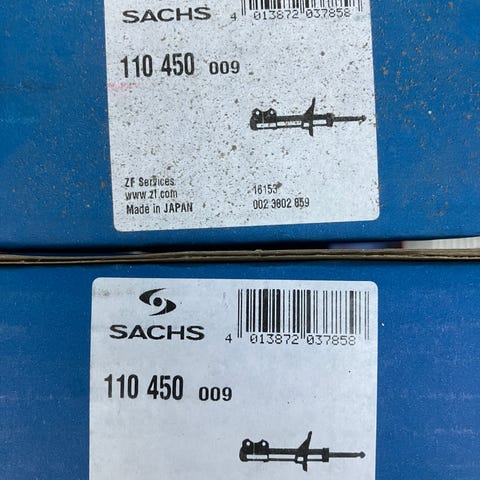 SACHS
4 013872 037858
110 450 009
ZF Services
www.zf.com
Made in JAPAN
16153
002 3802 859
SACHS
4 013872 037858
110 450 009